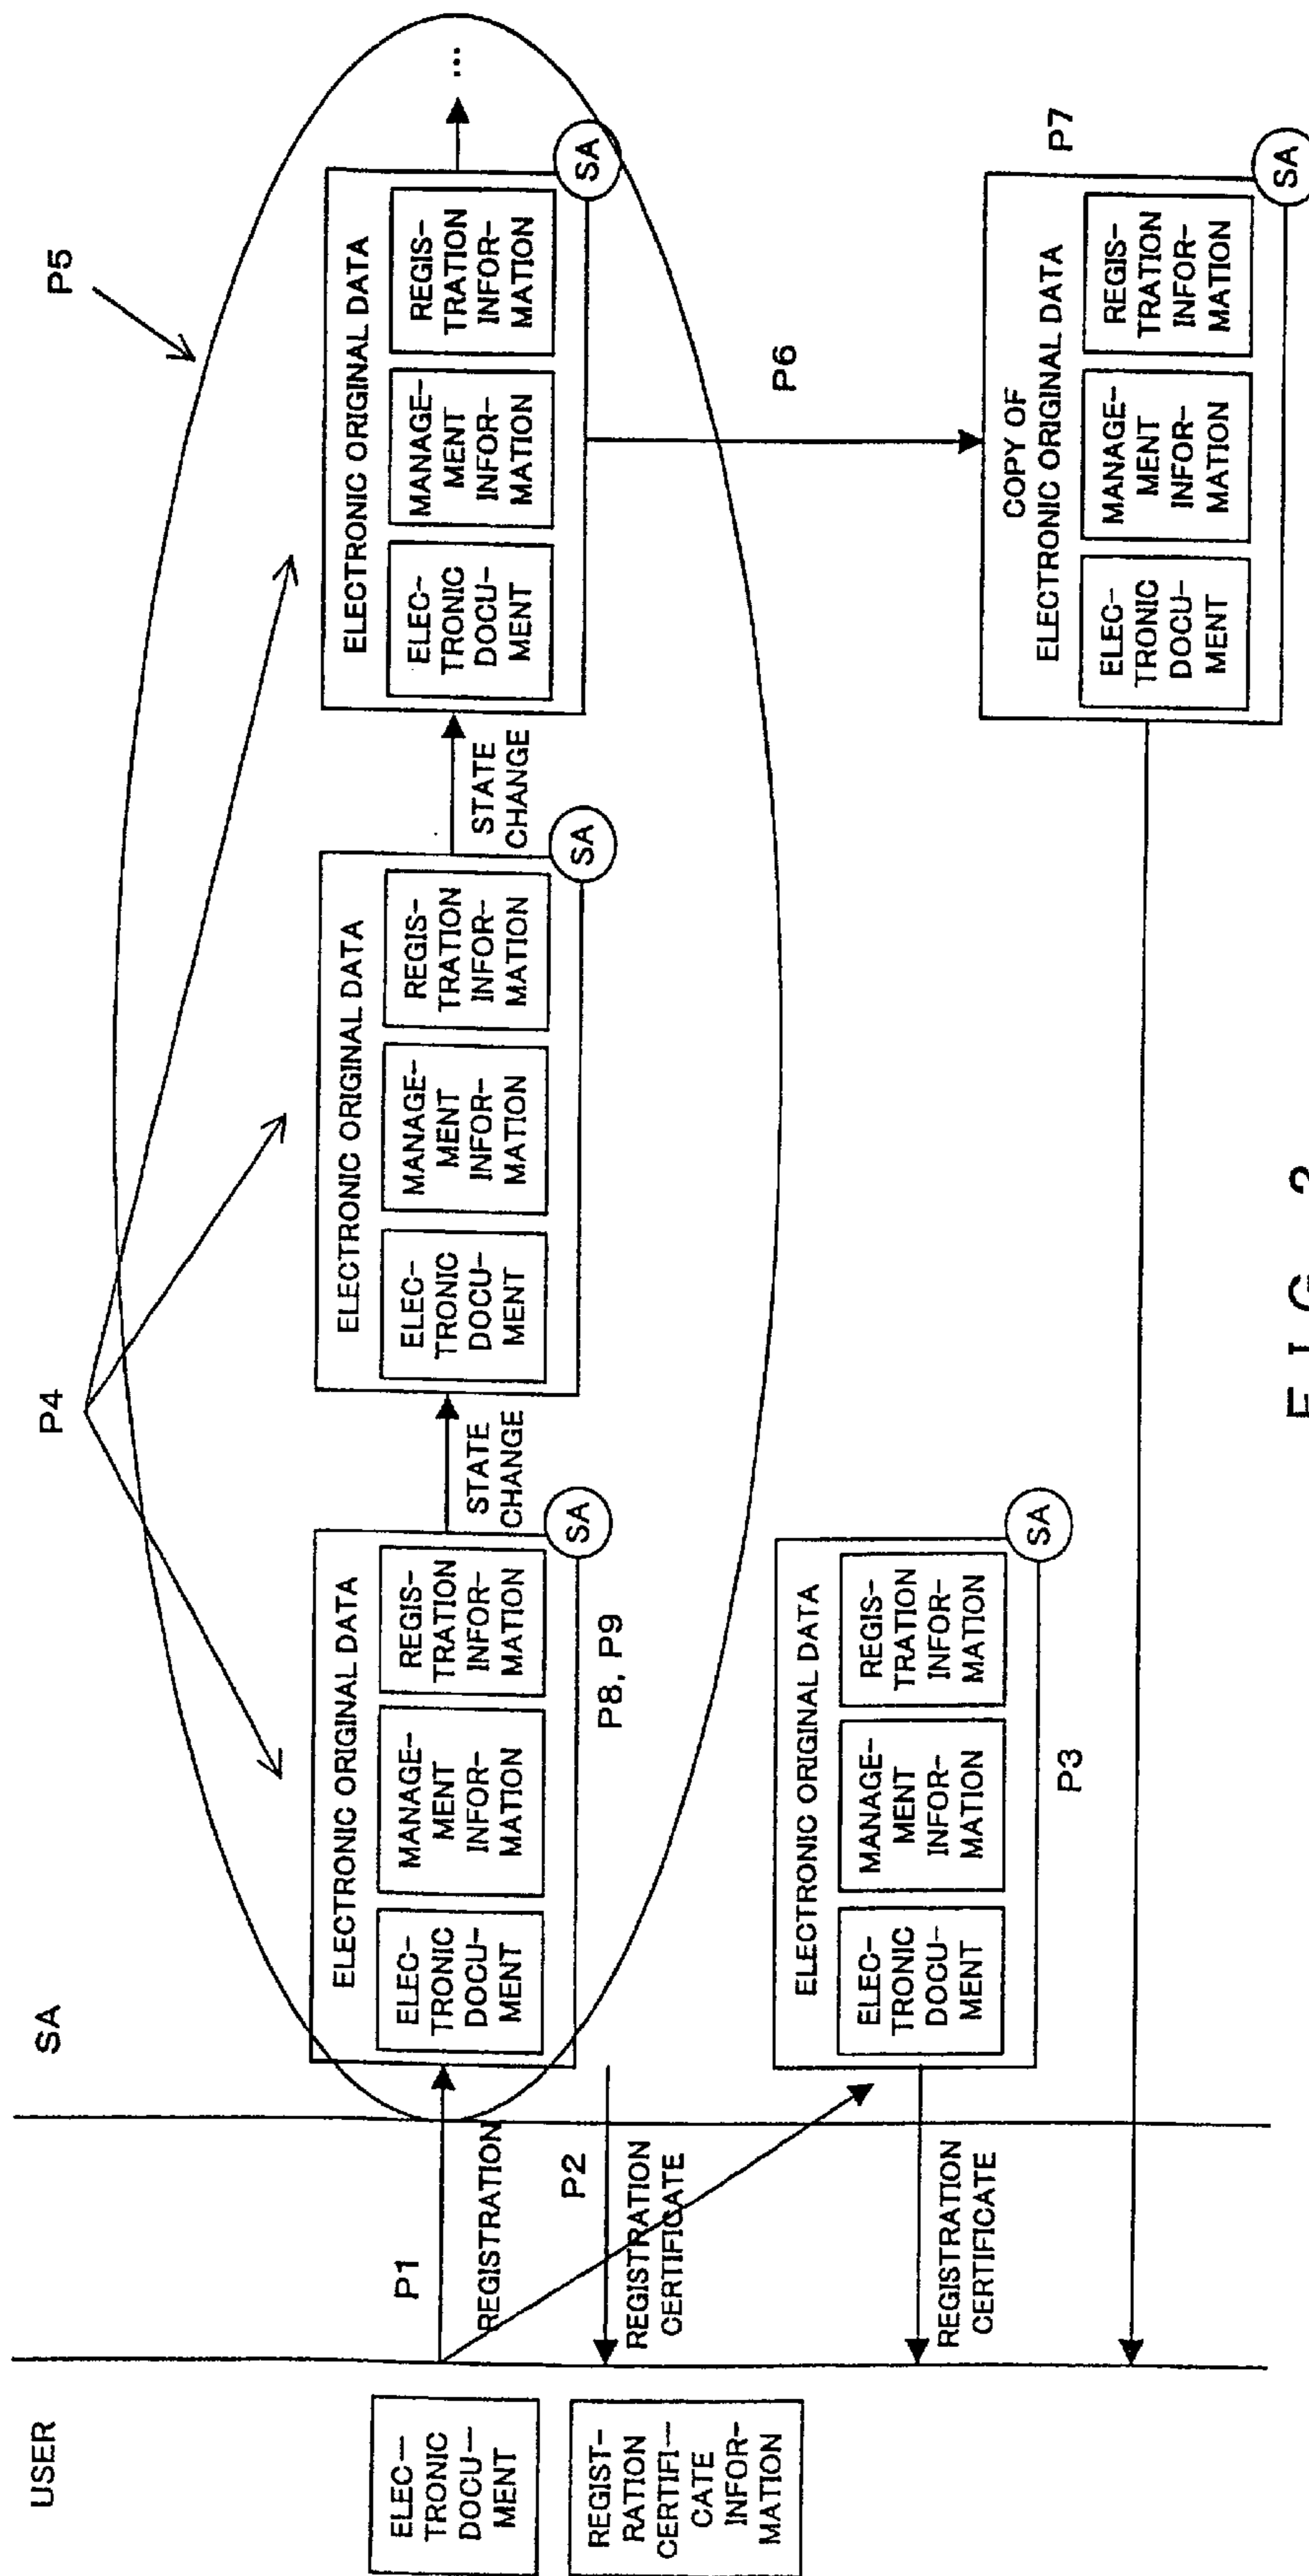 USER
SA
P4
P5
ELEC-
TRONIC
DOCU-
MENT
REGIST-
RATION
CERTIFI-
CATE
INFOR-
MATION
P1
REGISTRATION
P2
REGISTRATION
CERTIFICATE
REGISTRATION
CERTIFICATE
ELECTRONIC ORIGINAL DATA
ELEC-
TRONIC
DOCU-
MENT
MANAGE-
MENT
INFOR-
MATION
REGIS-
TRATION
INFOR-
MATION
SA
P8, P9
STATE
CHANGE
ELECTRONIC ORIGINAL DATA
ELEC-
TRONIC
DOCU-
MENT
MANAGE-
MENT
INFOR-
MATION
REGIS-
TRATION
INFOR-
MATION
SA
STATE
CHANGE
ELECTRONIC ORIGINAL DATA
ELEC-
TRONIC
DOCU-
MENT
MANAGE-
MENT
INFOR-
MATION
REGIS-
TRATION
INFOR-
MATION
SA
...
P6
ELECTRONIC ORIGINAL DATA
ELEC-
TRONIC
DOCU-
MENT
MANAGE-
MENT
INFOR-
MATION
REGIS-
TRATION
INFOR-
MATION
SA
P3
COPY OF
ELECTRONIC ORIGINAL DATA
ELEC-
TRONIC
DOCU-
MENT
MANAGE-
MENT
INFOR-
MATION
REGIS-
TRATION
INFOR-
MATION
SA
P7